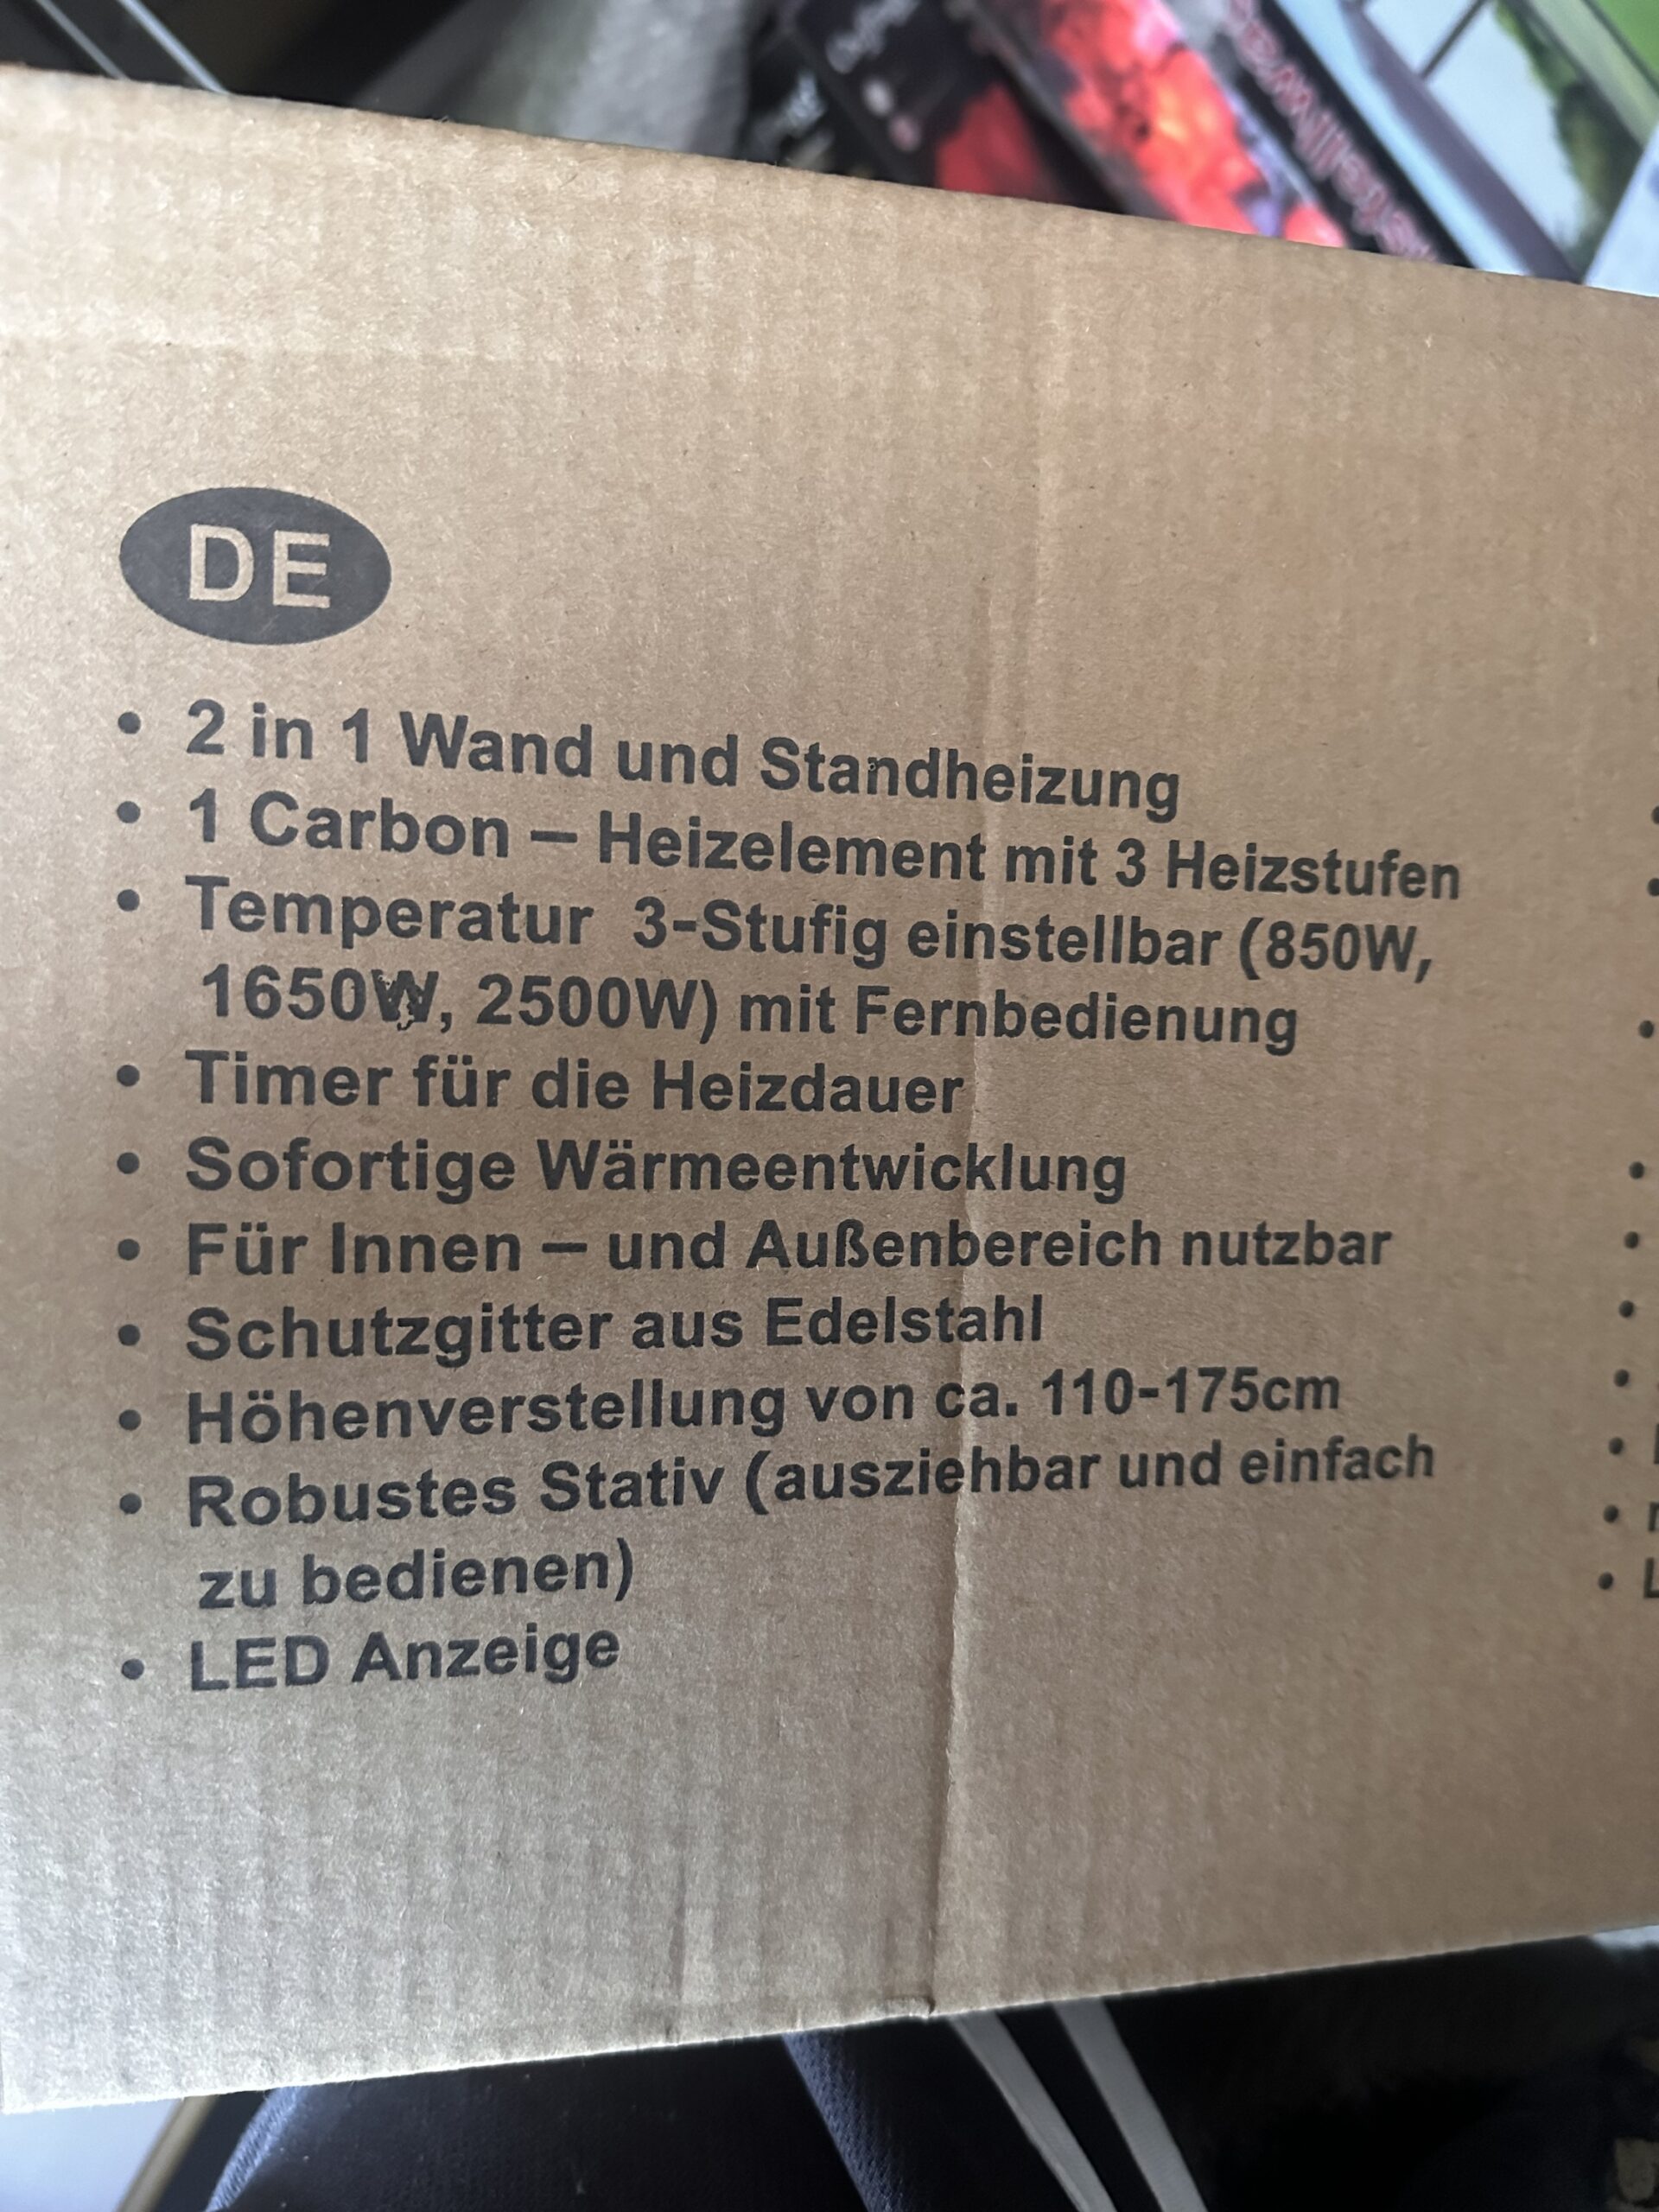 DE
• 2 in 1 Wand und Standheizung
• 1 Carbon – Heizelement mit 3 Heizstufen
• Temperatur 3-Stufig einstellbar (850W,
1650W, 2500W) mit Fernbedienung
• Timer für die Heizdauer
• Sofortige Wärmeentwicklung
• Für Innen – und Außenbereich nutzbar
• Schutzgitter aus Edelstahl
• Höhenverstellung von ca. 110-175cm
• Robustes Stativ (ausziehbar und einfach
zu bedienen)
• LED Anzeige